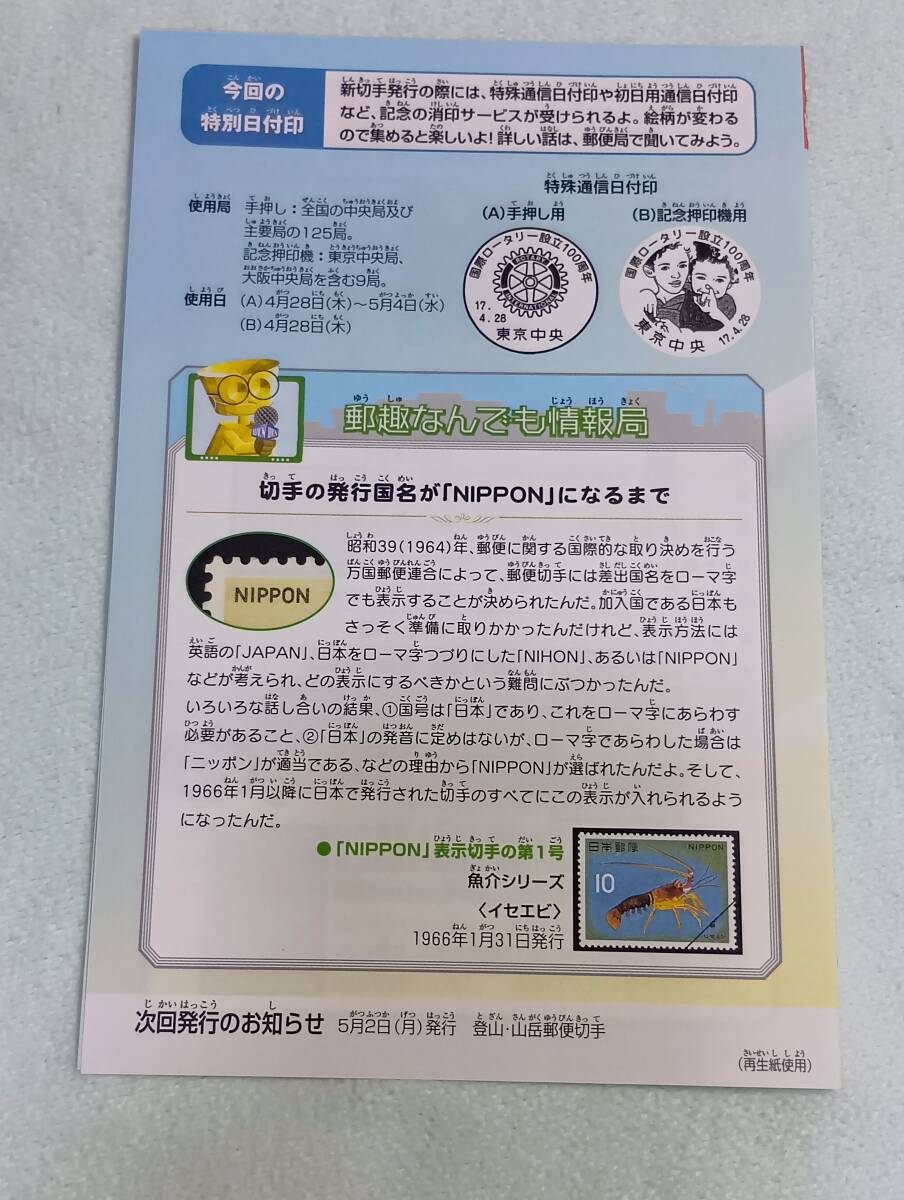 今回の
特別日付印
新切手発行の際には、特殊通信日付印や初日用通信日付印
など、記念の消印サービスが受けられるよ。絵柄が変わる
ので集めると楽しいよ!詳しい話は、郵便局で聞いてみよう。
特殊通信日付印
使用局 手押し:全国の中央局及び
主要局の125局。
記念押印機:東京中央局、
大阪中央局を含む9局。
使用日 (A)4月28日(木)〜5月4日(水)
(B)4月28日(木)
(A)手押し用
国際ロータリー設立100周年
ROTARY
INTERNATIONAL
17.
4.28
東京中央
(B)記念押印機用
国際ロータリー設立100周年
東京中央 17.4.28
郵趣なんでも情報局
切手の発行国名が「NIPPON」になるまで
NIPPON
昭和39(1964)年、郵便に関する国際的な取り決めを行う
万国郵便連合によって、郵便切手には差出国名をローマ字
でも表示することが決められたんだ。加入国である日本も
さっそく準備に取りかかったんだけれど、表示方法には
英語の「JAPAN」、日本をローマ字つづりにした「NIHON」、あるいは「NIPPON」
などが考えられ、どの表示にするべきかという難問にぶつかったんだ。
いろいろな話し合いの結果、①国号は「日本」であり、これをローマ字にあらわす
必要があること、②「日本」の発音に定めはないが、ローマ字であらわした場合は
「ニッポン」が適当である、などの理由から「NIPPON」が選ばれたんだよ。そして、
1966年1月以降に日本で発行された切手のすべてにこの表示が入れられるよう
になったんだ。
●「NIPPON」表示切手の第1号
魚介シリーズ
〈イセエビ〉
1966年1月31日発行
日本郵便 NIPPON
10
いせえび
次回発行のお知らせ 5月2日(月)発行 登山・山岳郵便切手
(再生紙使用)